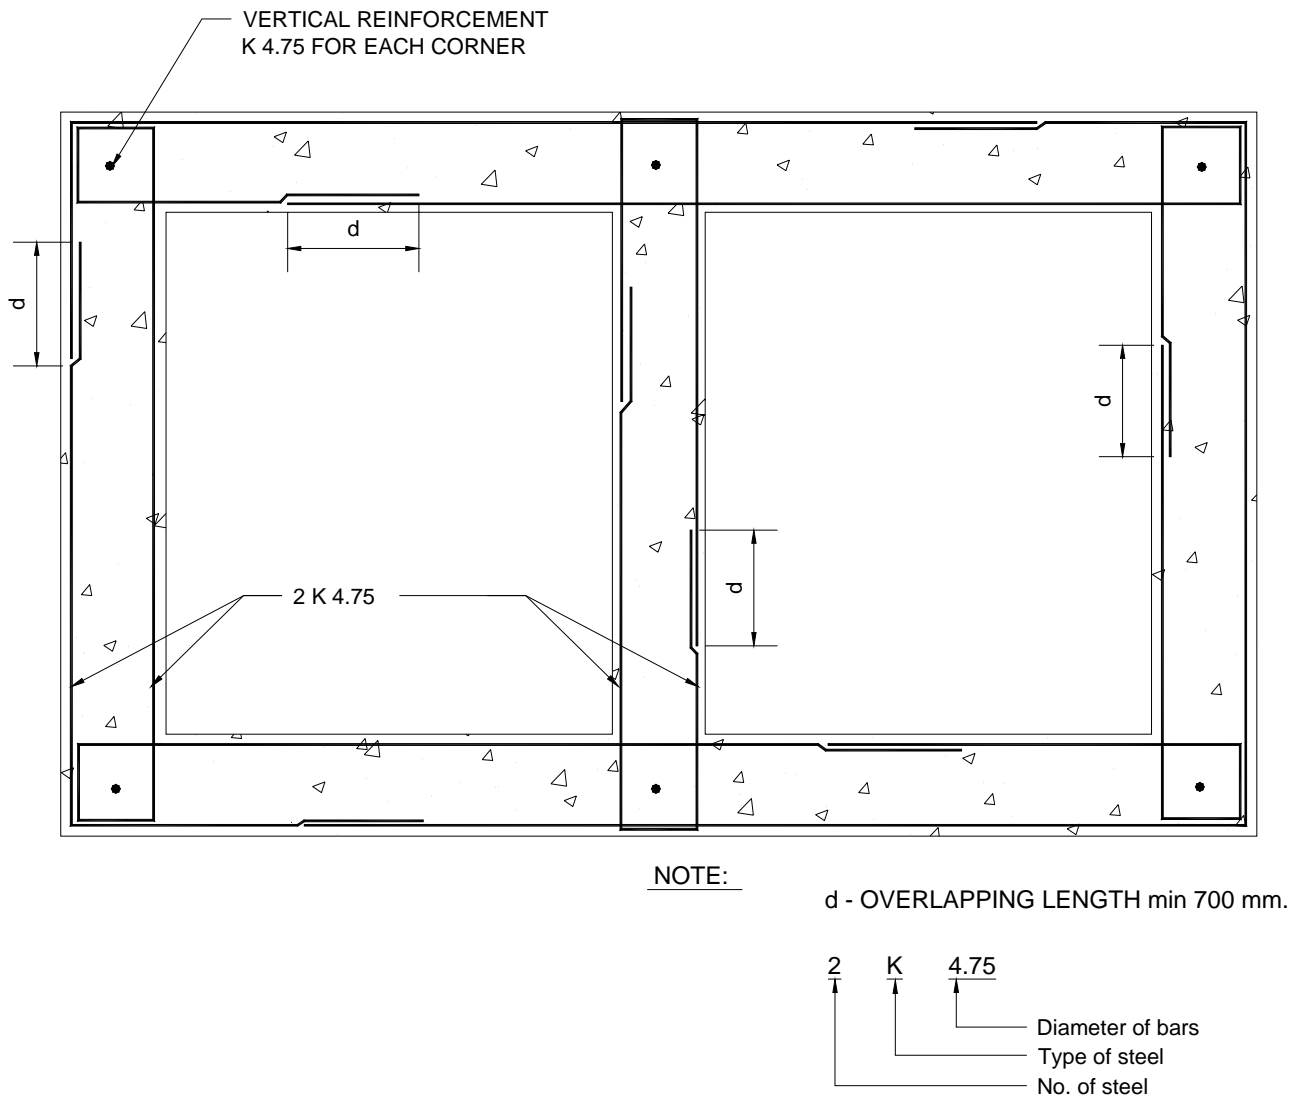 VERTICAL REINFORCEMENT
K 4.75 FOR EACH CORNER
d
d
d
d
2 K 4.75
NOTE:
d - OVERLAPPING LENGTH min 700 mm.
2 K 4.75
Diameter of bars
Type of steel
No. of steel